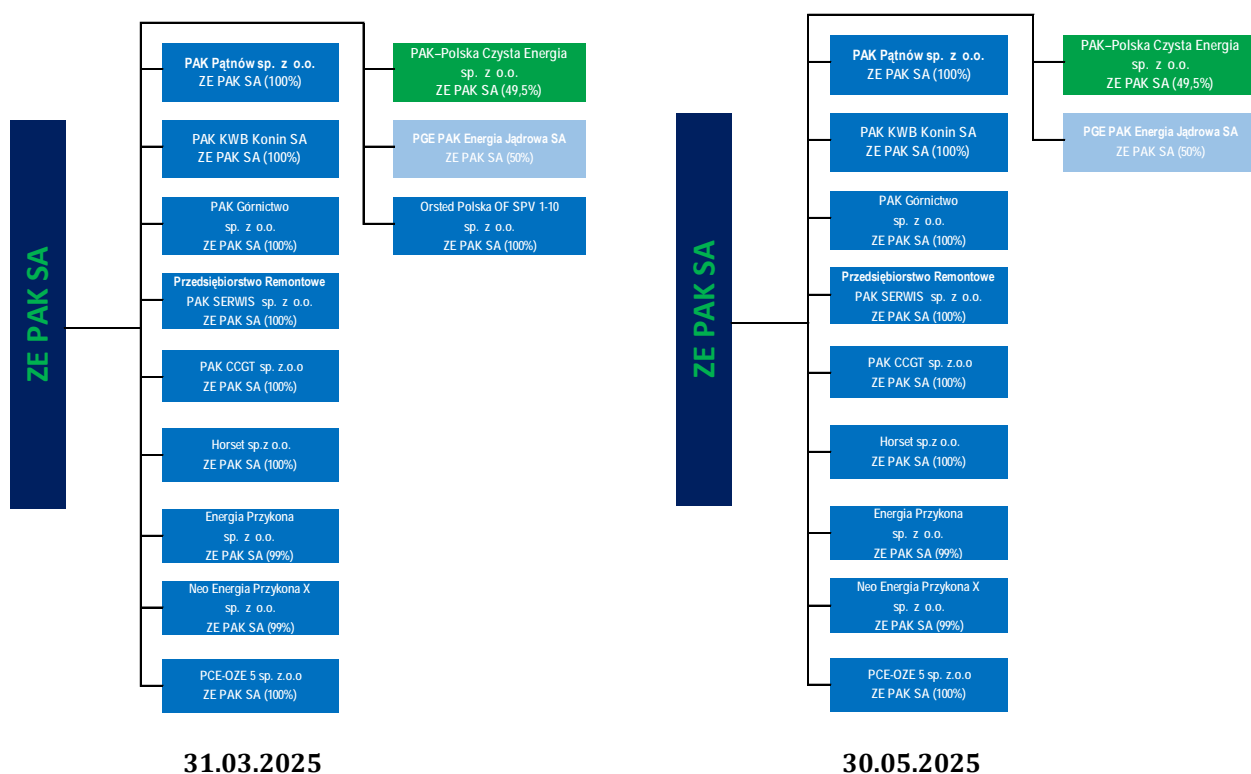 ZE PAK SA
PAK Pątnów sp. z o.o.
ZE PAK SA (100%)
PAK KWB Konin SA
ZE PAK SA (100%)
PAK Górnictwo
sp. z o.o.
ZE PAK SA (100%)
Przedsiębiorstwo Remontowe
PAK SERWIS sp. z o.o.
ZE PAK SA (100%)
PAK CCGT sp. z.o.o
ZE PAK SA (100%)
Horset sp.z o.o.
ZE PAK SA (100%)
Energia Przykona
sp. z o.o.
ZE PAK SA (99%)
Neo Energia Przykona X
sp. z o.o.
ZE PAK SA (99%)
PCE-OZE 5 sp. z.o.o
ZE PAK SA (100%)
PAK–Polska Czysta Energia
sp. z o.o.
ZE PAK SA (49,5%)
PGE PAK Energia Jądrowa SA
ZE PAK SA (50%)
Orsted Polska OF SPV 1-10
sp. z o.o.
ZE PAK SA (100%)
31.03.2025
ZE PAK SA
PAK Pątnów sp. z o.o.
ZE PAK SA (100%)
PAK KWB Konin SA
ZE PAK SA (100%)
PAK Górnictwo
sp. z o.o.
ZE PAK SA (100%)
Przedsiębiorstwo Remontowe
PAK SERWIS sp. z o.o.
ZE PAK SA (100%)
PAK CCGT sp. z.o.o
ZE PAK SA (100%)
Horset sp.z o.o.
ZE PAK SA (100%)
Energia Przykona
sp. z o.o.
ZE PAK SA (99%)
Neo Energia Przykona X
sp. z o.o.
ZE PAK SA (99%)
PCE-OZE 5 sp. z.o.o
ZE PAK SA (100%)
PAK–Polska Czysta Energia
sp. z o.o.
ZE PAK SA (49,5%)
PGE PAK Energia Jądrowa SA
ZE PAK SA (50%)
30.05.2025